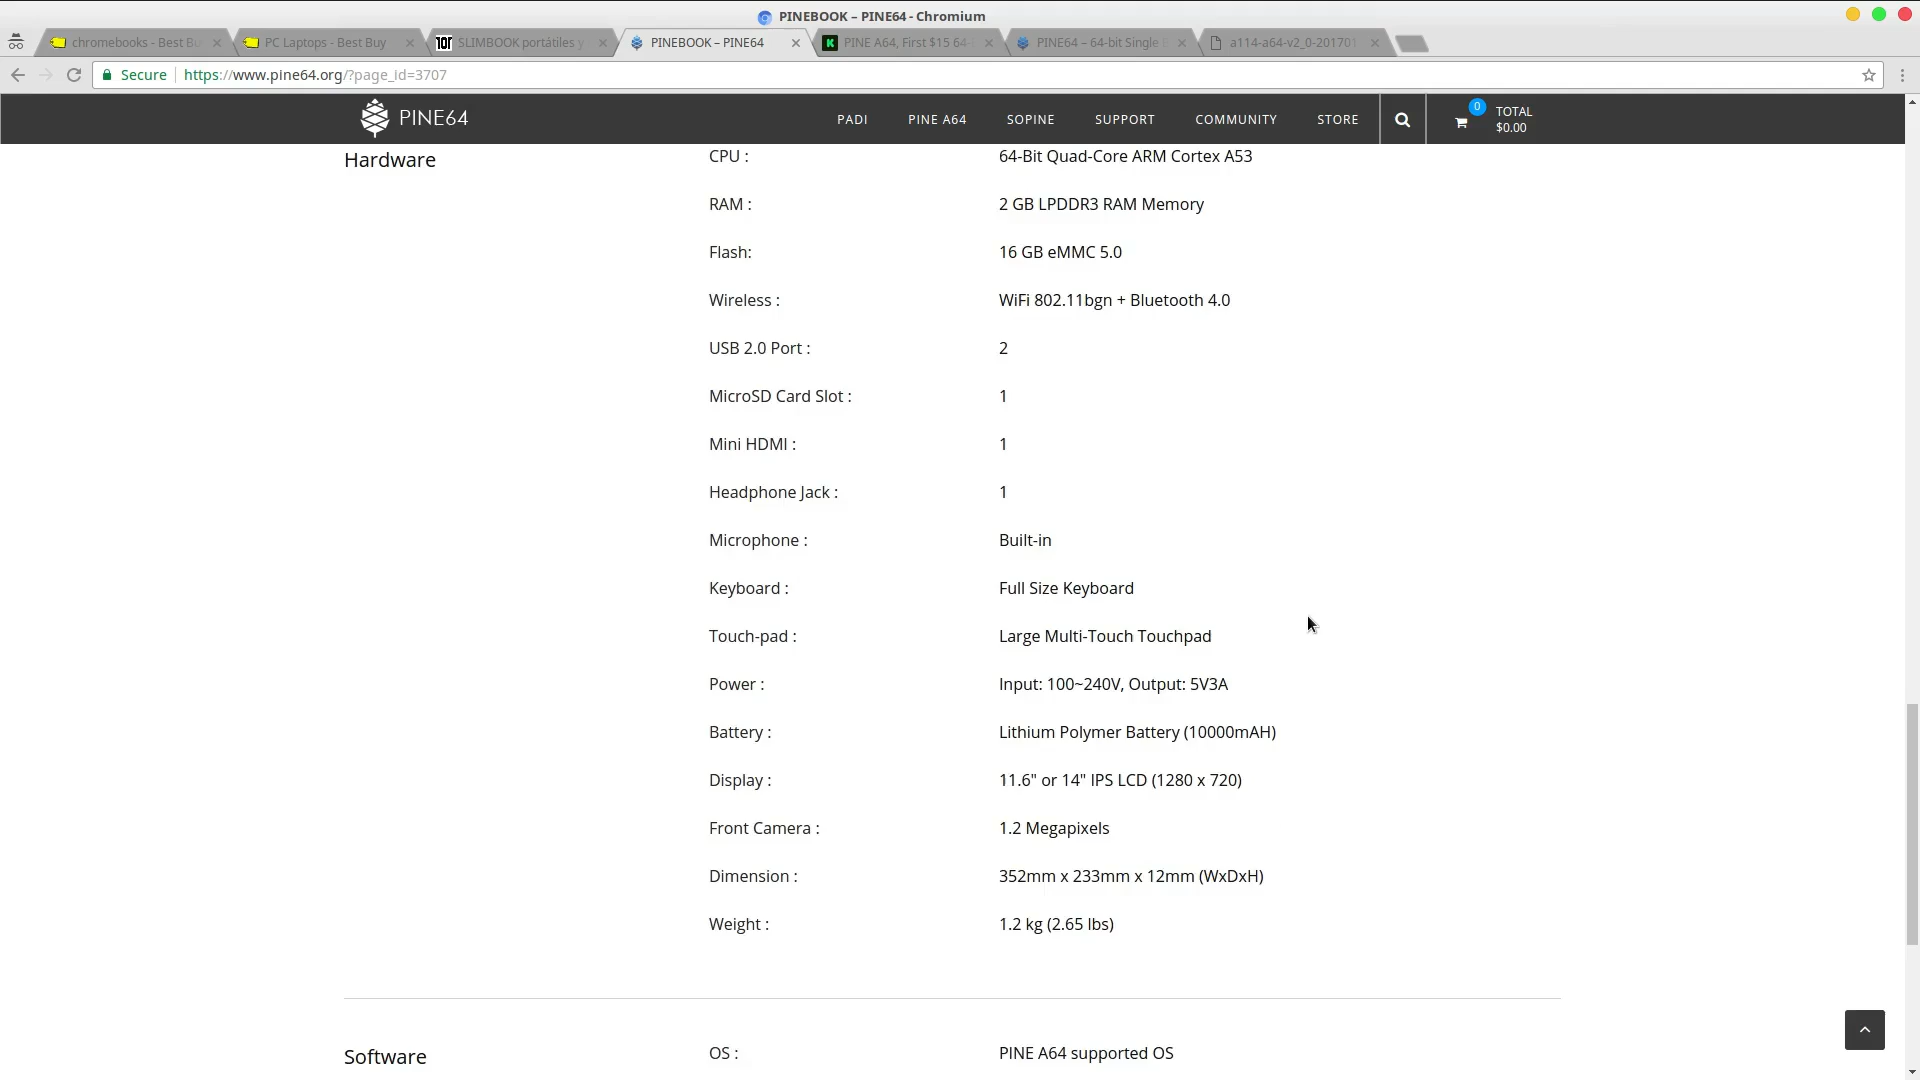 PINEBOOK – PINE64 - Chromium
chromebooks - Best Bu
PC Laptops - Best Buy
SLIMBOOK portátiles y
PINEBOOK – PINE64
K
PINE A64, First $15 64-
PINE64 – 64-bit Single B
a114-a64-v2_0-201701
Secure
https://www.pine64.org/?page_id=3707
PINE64
PADI
PINE A64
SOPINE
SUPPORT
COMMUNITY
STORE
0
TOTAL
$0.00
Hardware
CPU : 64-Bit Quad-Core ARM Cortex A53
RAM : 2 GB LPDDR3 RAM Memory
Flash: 16 GB eMMC 5.0
Wireless : WiFi 802.11bgn + Bluetooth 4.0
USB 2.0 Port : 2
MicroSD Card Slot : 1
Mini HDMI : 1
Headphone Jack : 1
Microphone : Built-in
Keyboard : Full Size Keyboard
Touch-pad : Large Multi-Touch Touchpad
Power : Input: 100~240V, Output: 5V3A
Battery : Lithium Polymer Battery (10000mAH)
Display : 11.6" or 14" IPS LCD (1280 x 720)
Front Camera : 1.2 Megapixels
Dimension : 352mm x 233mm x 12mm (WxDxH)
Weight : 1.2 kg (2.65 lbs)
Software
OS : PINE A64 supported OS